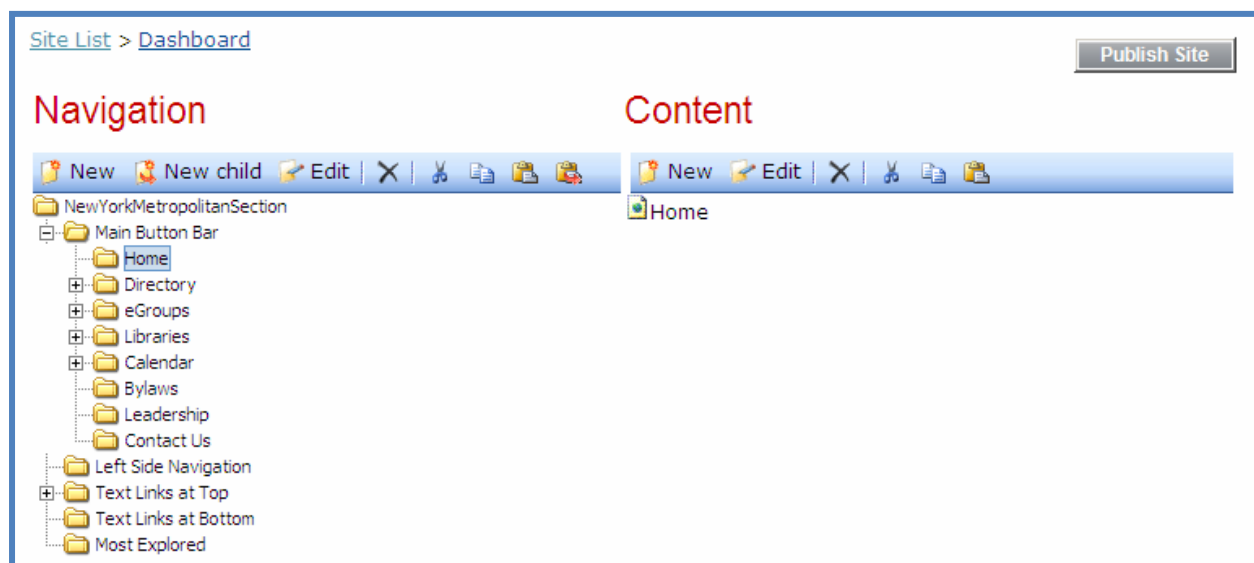 Site List > Dashboard
Publish Site
Navigation
Content
New New child Edit
New Edit
NewYorkMetropolitanSection
Home
Main Button Bar
Home
Directory
eGroups
Libraries
Calendar
Bylaws
Leadership
Contact Us
Left Side Navigation
Text Links at Top
Text Links at Bottom
Most Explored